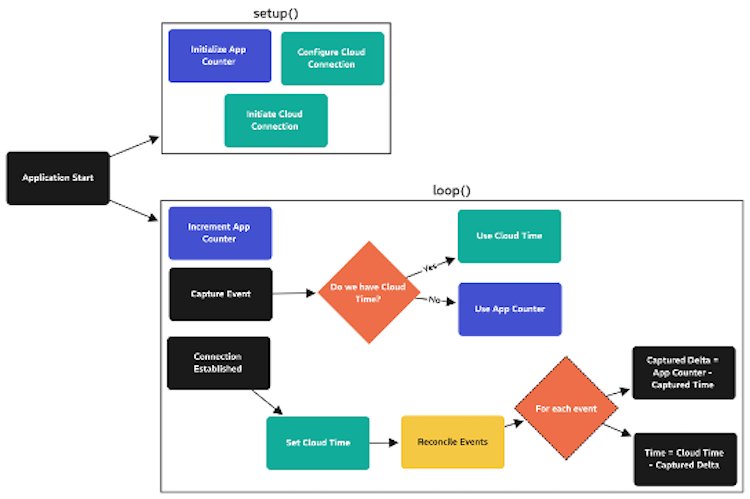 setup()
Initialize App
Counter
Configure Cloud
Connection
Initiate Cloud
Connection
Application Start
loop()
Increment App
Counter
Use Cloud Time
Capture Event
Do we have Cloud
Time?
Yes
No
Use App Counter
Connection
Established
Captured Delta =
App Counter -
Captured Time
For each event
Set Cloud Time
Reconcile Events
Time = Cloud Time
- Captured Delta